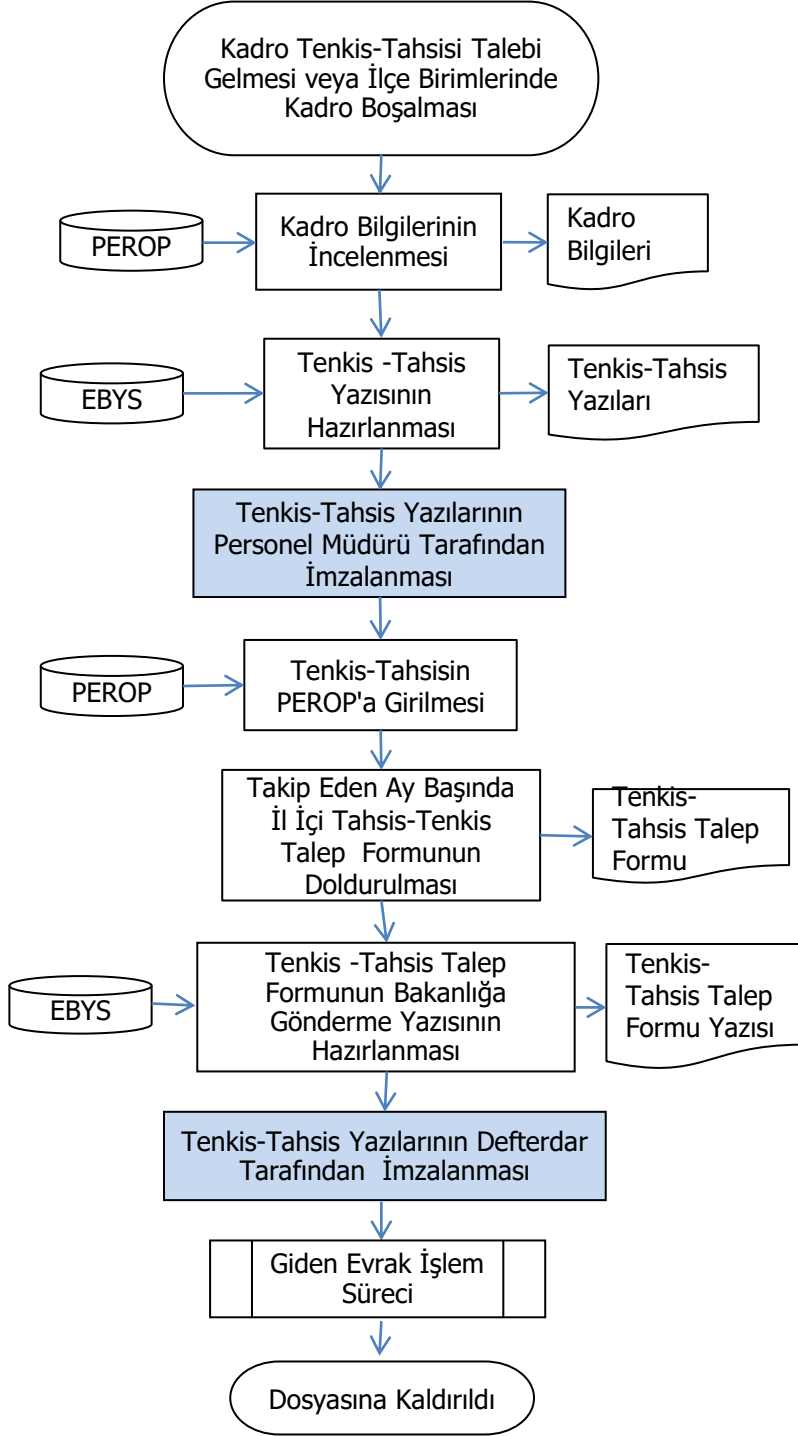 Kadro Tenkis-Tahsisi Talebi
Gelmesi veya İlçe Birimlerinde
Kadro Boşalması
PEROP
Kadro Bilgilerinin
İncelenmesi
Kadro
Bilgileri
EBYS
Tenkis -Tahsis
Yazısının
Hazırlanması
Tenkis-Tahsis
Yazıları
Tenkis-Tahsis Yazılarının
Personel Müdürü Tarafından
İmzalanması
PEROP
Tenkis-Tahsisin
PEROP'a Girilmesi
Takip Eden Ay Başında
İl İçi Tahsis-Tenkis
Talep Formunun
Doldurulması
Tenkis-
Tahsis Talep
Formu
EBYS
Tenkis -Tahsis Talep
Formunun Bakanlığa
Gönderme Yazısının
Hazırlanması
Tenkis-
Tahsis Talep
Formu Yazısı
Tenkis-Tahsis Yazılarının Defterdar
Tarafından İmzalanması
Giden Evrak İşlem
Süreci
Dosyasına Kaldırıldı